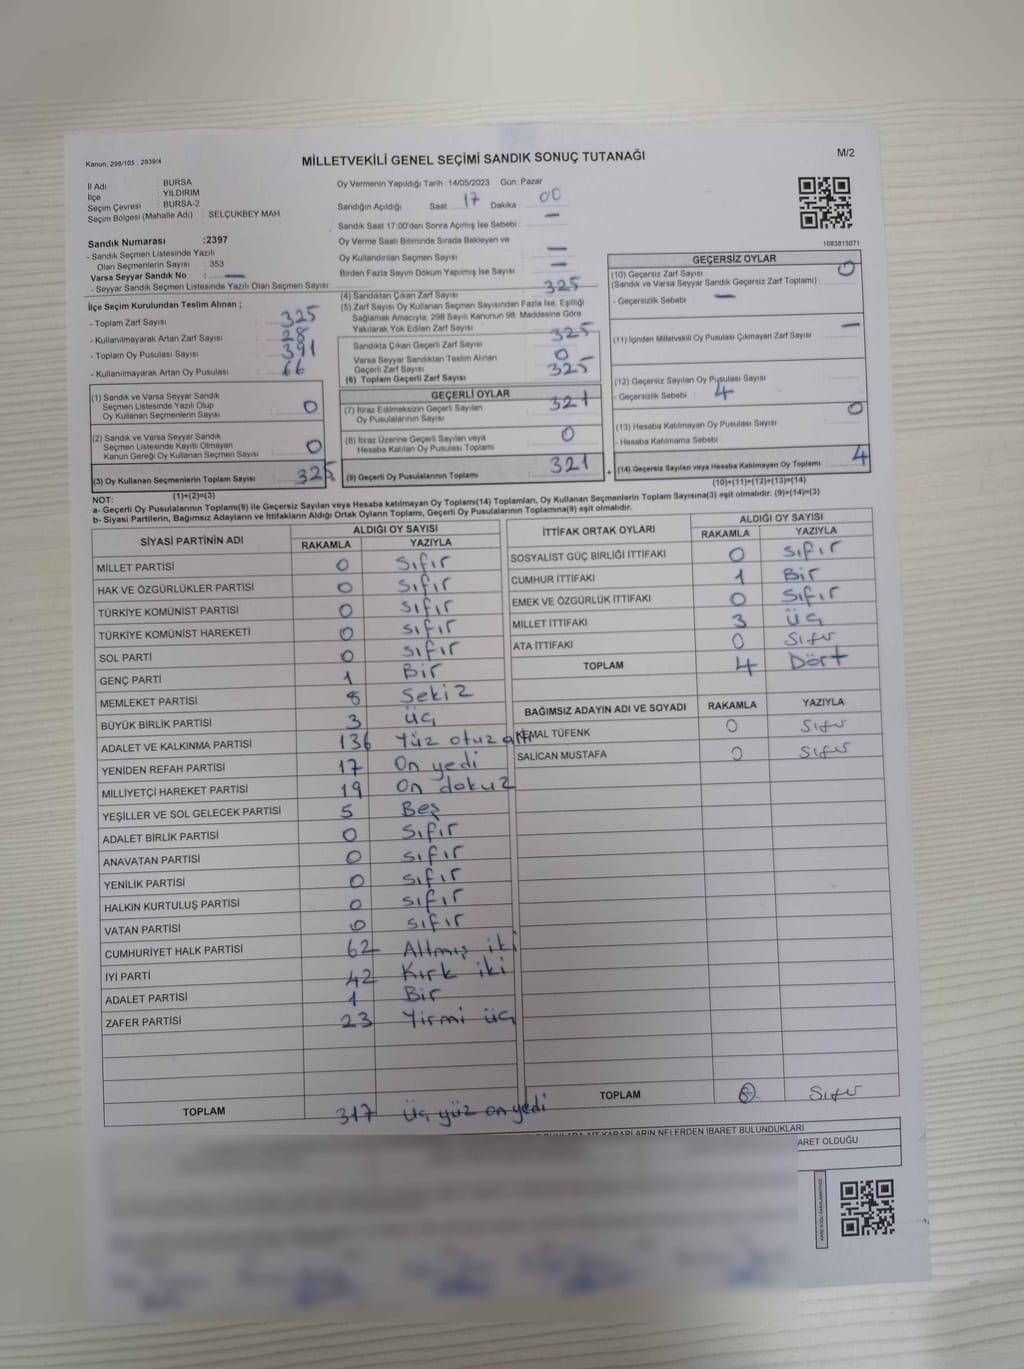 Kanun, 298/105 , 2839/4
MİLLETVEKİLİ GENEL SEÇİMİ SANDIK SONUÇ TUTANAĞI
M/2
İl Adı : BURSA
İlçe : YILDIRIM
Seçim Çevresi : BURSA-2
Seçim Bölgesi (Mahalle Adı) : SELÇUKBEY MAH
Sandık Numarası :2397
- Sandık Seçmen Listesinde Yazılı
Olan Seçmenlerin Sayısı : 353
Varsa Seyyar Sandık No : —
- Seyyar Sandık Seçmen Listesinde Yazılı Olan Seçmen Sayısı
İlçe Seçim Kurulundan Teslim Alınan ;
- Toplam Zarf Sayısı 325
- Kullanılmayarak Artan Zarf Sayısı 28
- Toplam Oy Pusulası Sayısı 391
- Kullanılmayarak Artan Oy Pusulası 66
(1) Sandık ve Varsa Seyyar Sandık
Seçmen Listesinde Yazılı Olup
Oy Kullanan Seçmenlerin Sayısı 0
(2) Sandık ve Varsa Seyyar Sandık
Seçmen Listesinde Kayıtlı Olmayan
Kanun Gereği Oy Kullanan Seçmen Sayısı 0
(3) Oy Kullanan Seçmenlerin Toplam Sayısı 325
(1)+(2)=(3)
Oy Vermenin Yapıldığı Tarih :14/05/2023 Gün: Pazar
Sandığın Açıldığı Saat 17 Dakika 00
Sandık Saat 17:00'den Sonra Açımış İse Sebebi : —
Oy Verme Saati Bitiminde Sırada Bekleyen ve
Oy Kullandırılan Seçmen Sayısı —
Birden Fazla Sayım Döküm Yapılmış İse Sayısı —
(4) Sandıktan Çıkan Zarf Sayısı 325
(5) Zarf Sayısı Oy Kullanan Seçmen Sayısından Fazla İse, Eşitliği
Sağlamak Amacıyla, 298 Sayılı Kanunun 98. Maddesine Göre
Yakılarak Yok Edilen Zarf Sayısı
Sandıkta Çıkan Geçerli Zarf Sayısı 325
Varsa Seyyar Sandıktan Teslim Alınan
Geçerli Zarf Sayısı 0
(6) Toplam Geçerli Zarf Sayısı 325
GEÇERLİ OYLAR
(7) İtiraz Edilmeksizin Geçerli Sayılan
Oy Pusulalarının Sayısı 321
(8) İtiraz Üzerine Geçerli Sayılan veya
Hesaba Katılan Oy Pusulası Toplamı 0
(9) Geçerli Oy Pusulalarının Toplamı 321
1083815071
GEÇERSİZ OYLAR
(10) Geçersiz Zarf Sayısı 0
(Sandık ve Varsa Seyyar Sandık Geçersiz Zarf Toplamı) :
- Geçersizlik Sebebi : —
(11) İçinden Milletvekili Oy Pusulası Çıkmayan Zarf Sayısı —
(12) Geçersiz Sayılan Oy Pusulası Sayısı
- Geçersizlik Sebebi : 4
(13) Hesaba Katılmayan Oy Pusulası Sayısı 0
- Hesaba Katılmama Sebebi
+ (14) Geçersiz Sayılan veya Hesaba Katılmayan Oy Toplamı 4
(10)+(11)+(12)+(13)=(14)
NOT:
a- Geçerli Oy Pusulalarının Toplamı(9) ile Geçersiz Sayılan veya Hesaba katılmayan Oy Toplamı(14) Toplamları, Oy Kullanan Seçmenlerin Toplam Sayısına(3) eşit olmalıdır. (9)+(14)=(3)
b- Siyasi Partilerin, Bağımsız Adayların ve İttifakların Aldığı Ortak Oyların Toplamı, Geçerli Oy Pusulalarının Toplamına(9) eşit olmalıdır.
SİYASİ PARTİNİN ADI
ALDIĞI OY SAYISI
RAKAMLA YAZIYLA
MİLLET PARTİSİ 0 Sıfır
HAK VE ÖZGÜRLÜKLER PARTİSİ 0 Sıfır
TÜRKİYE KOMÜNİST PARTİSİ 0 Sıfır
TÜRKİYE KOMÜNİST HAREKETİ 0 Sıfır
SOL PARTİ 0 Sıfır
GENÇ PARTİ 1 Bir
MEMLEKET PARTİSİ 8 Sekiz
BÜYÜK BİRLİK PARTİSİ 3 üç
ADALET VE KALKINMA PARTİSİ 136 Yüz otuz altı
YENİDEN REFAH PARTİSİ 17 On yedi
MİLLİYETÇİ HAREKET PARTİSİ 19 On dokuz
YEŞİLLER VE SOL GELECEK PARTİSİ 5 Beş
ADALET BİRLİK PARTİSİ 0 Sıfır
ANAVATAN PARTİSİ 0 Sıfır
YENİLİK PARTİSİ 0 Sıfır
HALKIN KURTULUŞ PARTİSİ 0 Sıfır
VATAN PARTİSİ 0 Sıfır
CUMHURİYET HALK PARTİSİ 62 Altmış iki
İYİ PARTİ 42 Kırk iki
ADALET PARTİSİ 1 Bir
ZAFER PARTİSİ 23 Yirmi üç
TOPLAM 317 üç yüz on yedi
İTTİFAK ORTAK OYLARI
ALDIĞI OY SAYISI
RAKAMLA YAZIYLA
SOSYALİST GÜÇ BİRLİĞİ İTTİFAKI 0 Sıfır
CUMHUR İTTİFAKI 1 Bir
EMEK VE ÖZGÜRLÜK İTTİFAKI 0 Sıfır
MİLLET İTTİFAKI 3 üç
ATA İTTİFAKI 0 Sıfır
TOPLAM 4 Dört
BAĞIMSIZ ADAYIN ADI VE SOYADI RAKAMLA YAZIYLA
KEMAL TÜFENK 0 Sıfır
SALİCAN MUSTAFA 0 Sıfır
TOPLAM 0 Sıfır
KARARLARIN NELERDEN İBARET BULUNDUKLARI
ARET OLDUĞU